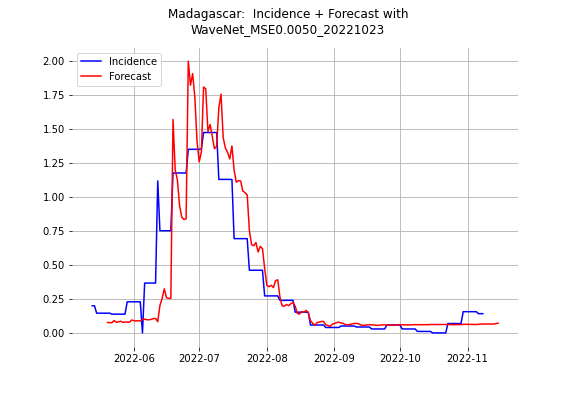 Madagascar:  Incidence + Forecast with
WaveNet_MSE0.0050_20221023
Incidence
Forecast
2.00
1.75
1.50
1.25
1.00
0.75
0.50
0.25
0.00
2022-06 2022-07 2022-08 2022-09 2022-10 2022-11